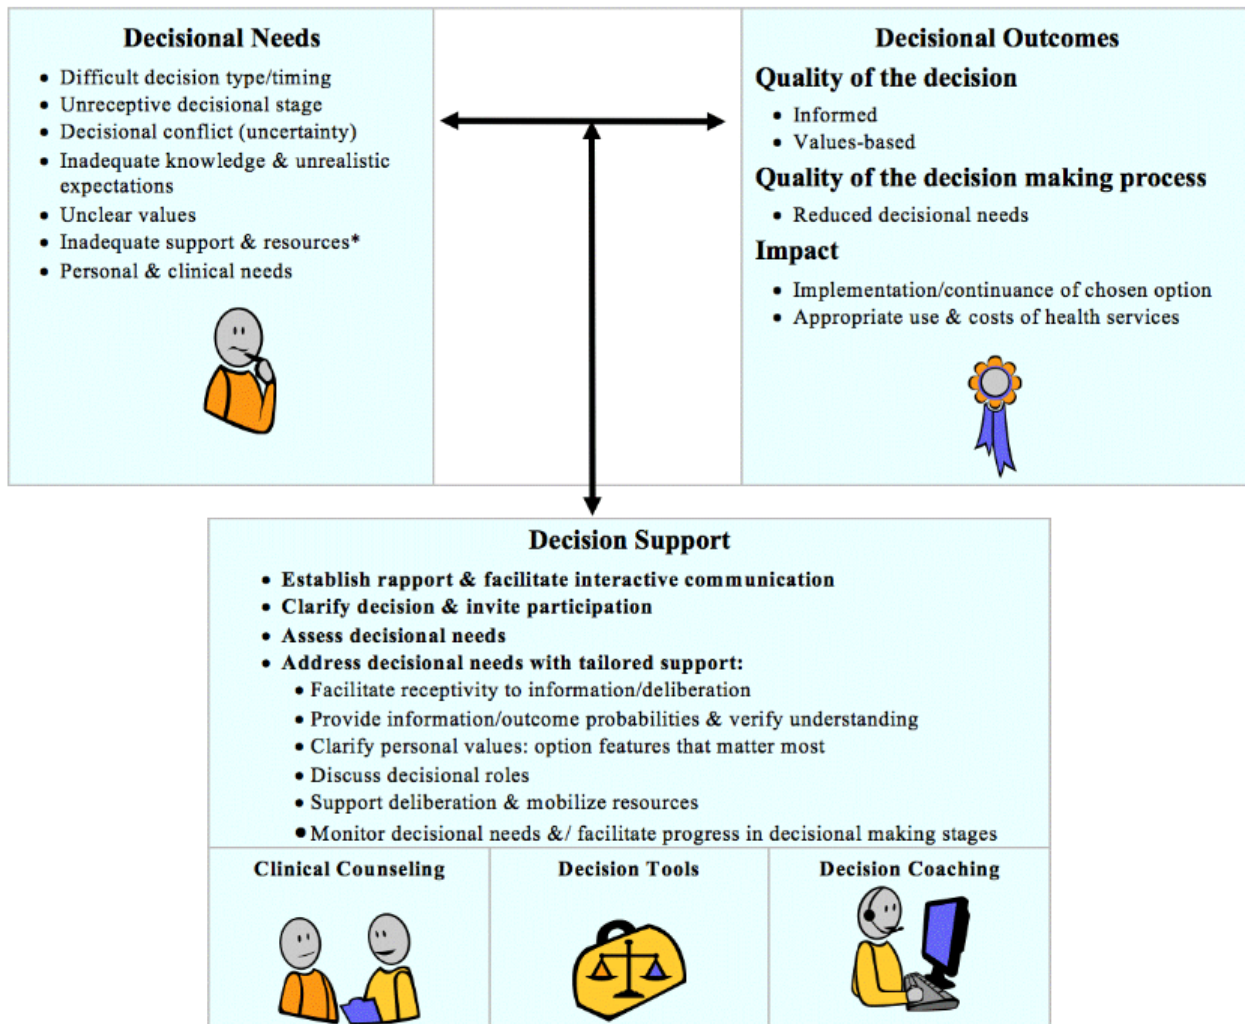 Decisional Needs
• Difficult decision type/timing
• Unreceptive decisional stage
• Decisional conflict (uncertainty)
• Inadequate knowledge & unrealistic
expectations
• Unclear values
• Inadequate support & resources*
• Personal & clinical needs
Decisional Outcomes
Quality of the decision
• Informed
• Values-based
Quality of the decision making process
• Reduced decisional needs
Impact
• Implementation/continuance of chosen option
• Appropriate use & costs of health services
Decision Support
• Establish rapport & facilitate interactive communication
• Clarify decision & invite participation
• Assess decisional needs
• Address decisional needs with tailored support:
• Facilitate receptivity to information/deliberation
• Provide information/outcome probabilities & verify understanding
• Clarify personal values: option features that matter most
• Discuss decisional roles
• Support deliberation & mobilize resources
• Monitor decisional needs &/ facilitate progress in decisional making stages
Clinical Counseling
Decision Tools
Decision Coaching